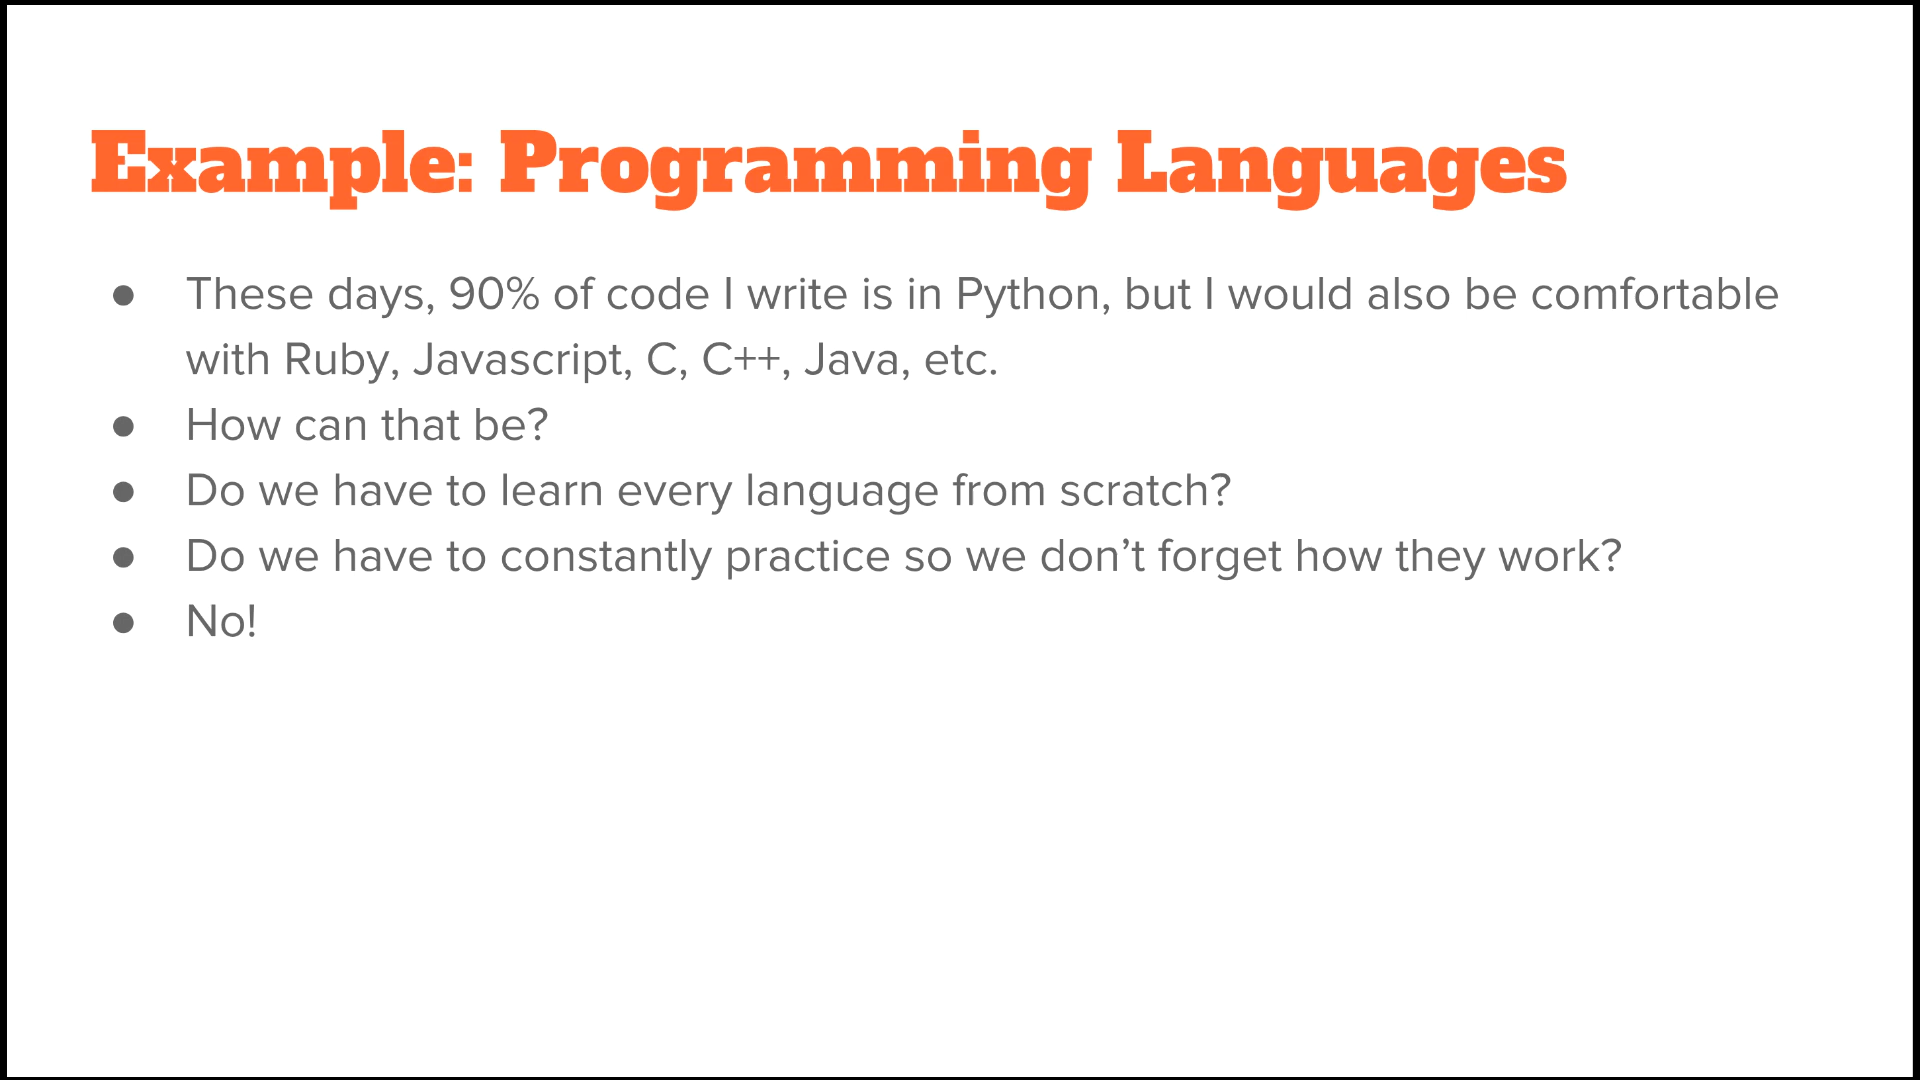 Example: Programming Languages
● These days, 90% of code I write is in Python, but I would also be comfortable
with Ruby, Javascript, C, C++, Java, etc.
● How can that be?
● Do we have to learn every language from scratch?
● Do we have to constantly practice so we don’t forget how they work?
● No!